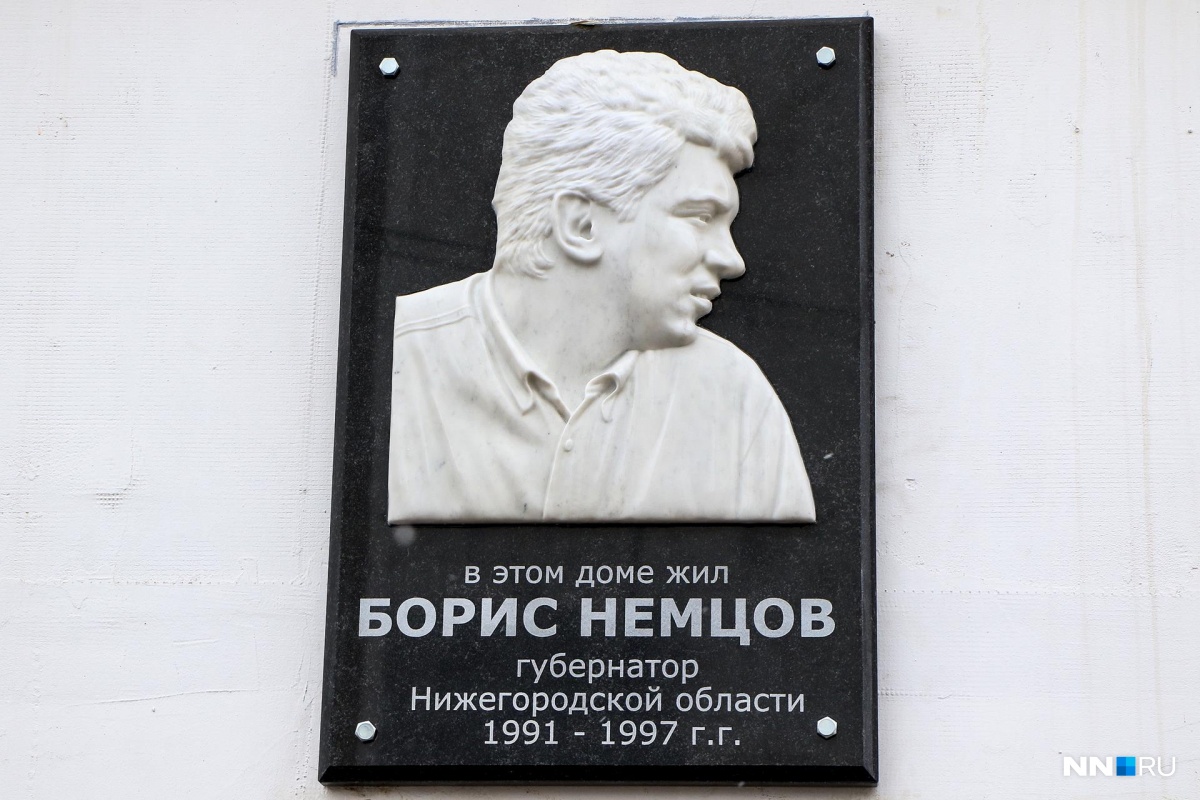 в этом доме жил
БОРИС НЕМЦОВ
губернатор
Нижегородской области
1991 - 1997 г.г.
NN RU